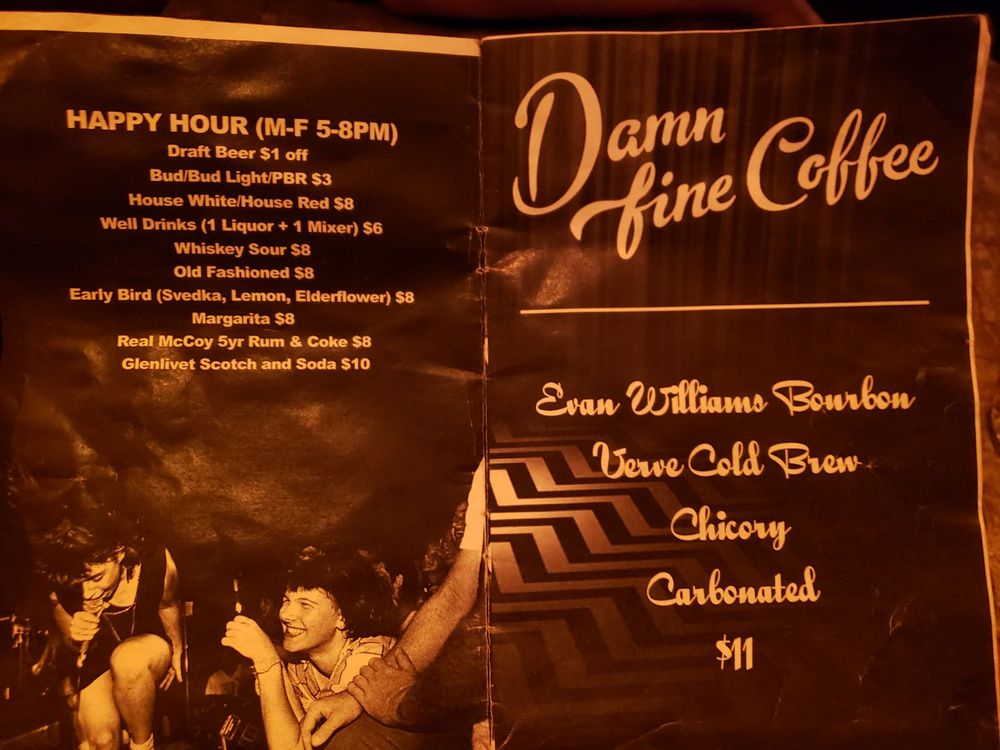 HAPPY HOUR (M-F 5-8PM)
Draft Beer $1 off
Bud/Bud Light/PBR $3
House White/House Red $8
Well Drinks (1 Liquor + 1 Mixer) $6
Whiskey Sour $8
Old Fashioned $8
Early Bird (Svedka, Lemon, Elderflower) $8
Margarita $8
Real McCoy 5yr Rum & Coke $8
Glenlivet Scotch and Soda $10
Damn
fine Coffee
Evan Williams Bourbon
Verve Cold Brew
Chicory
Carbonated
$11